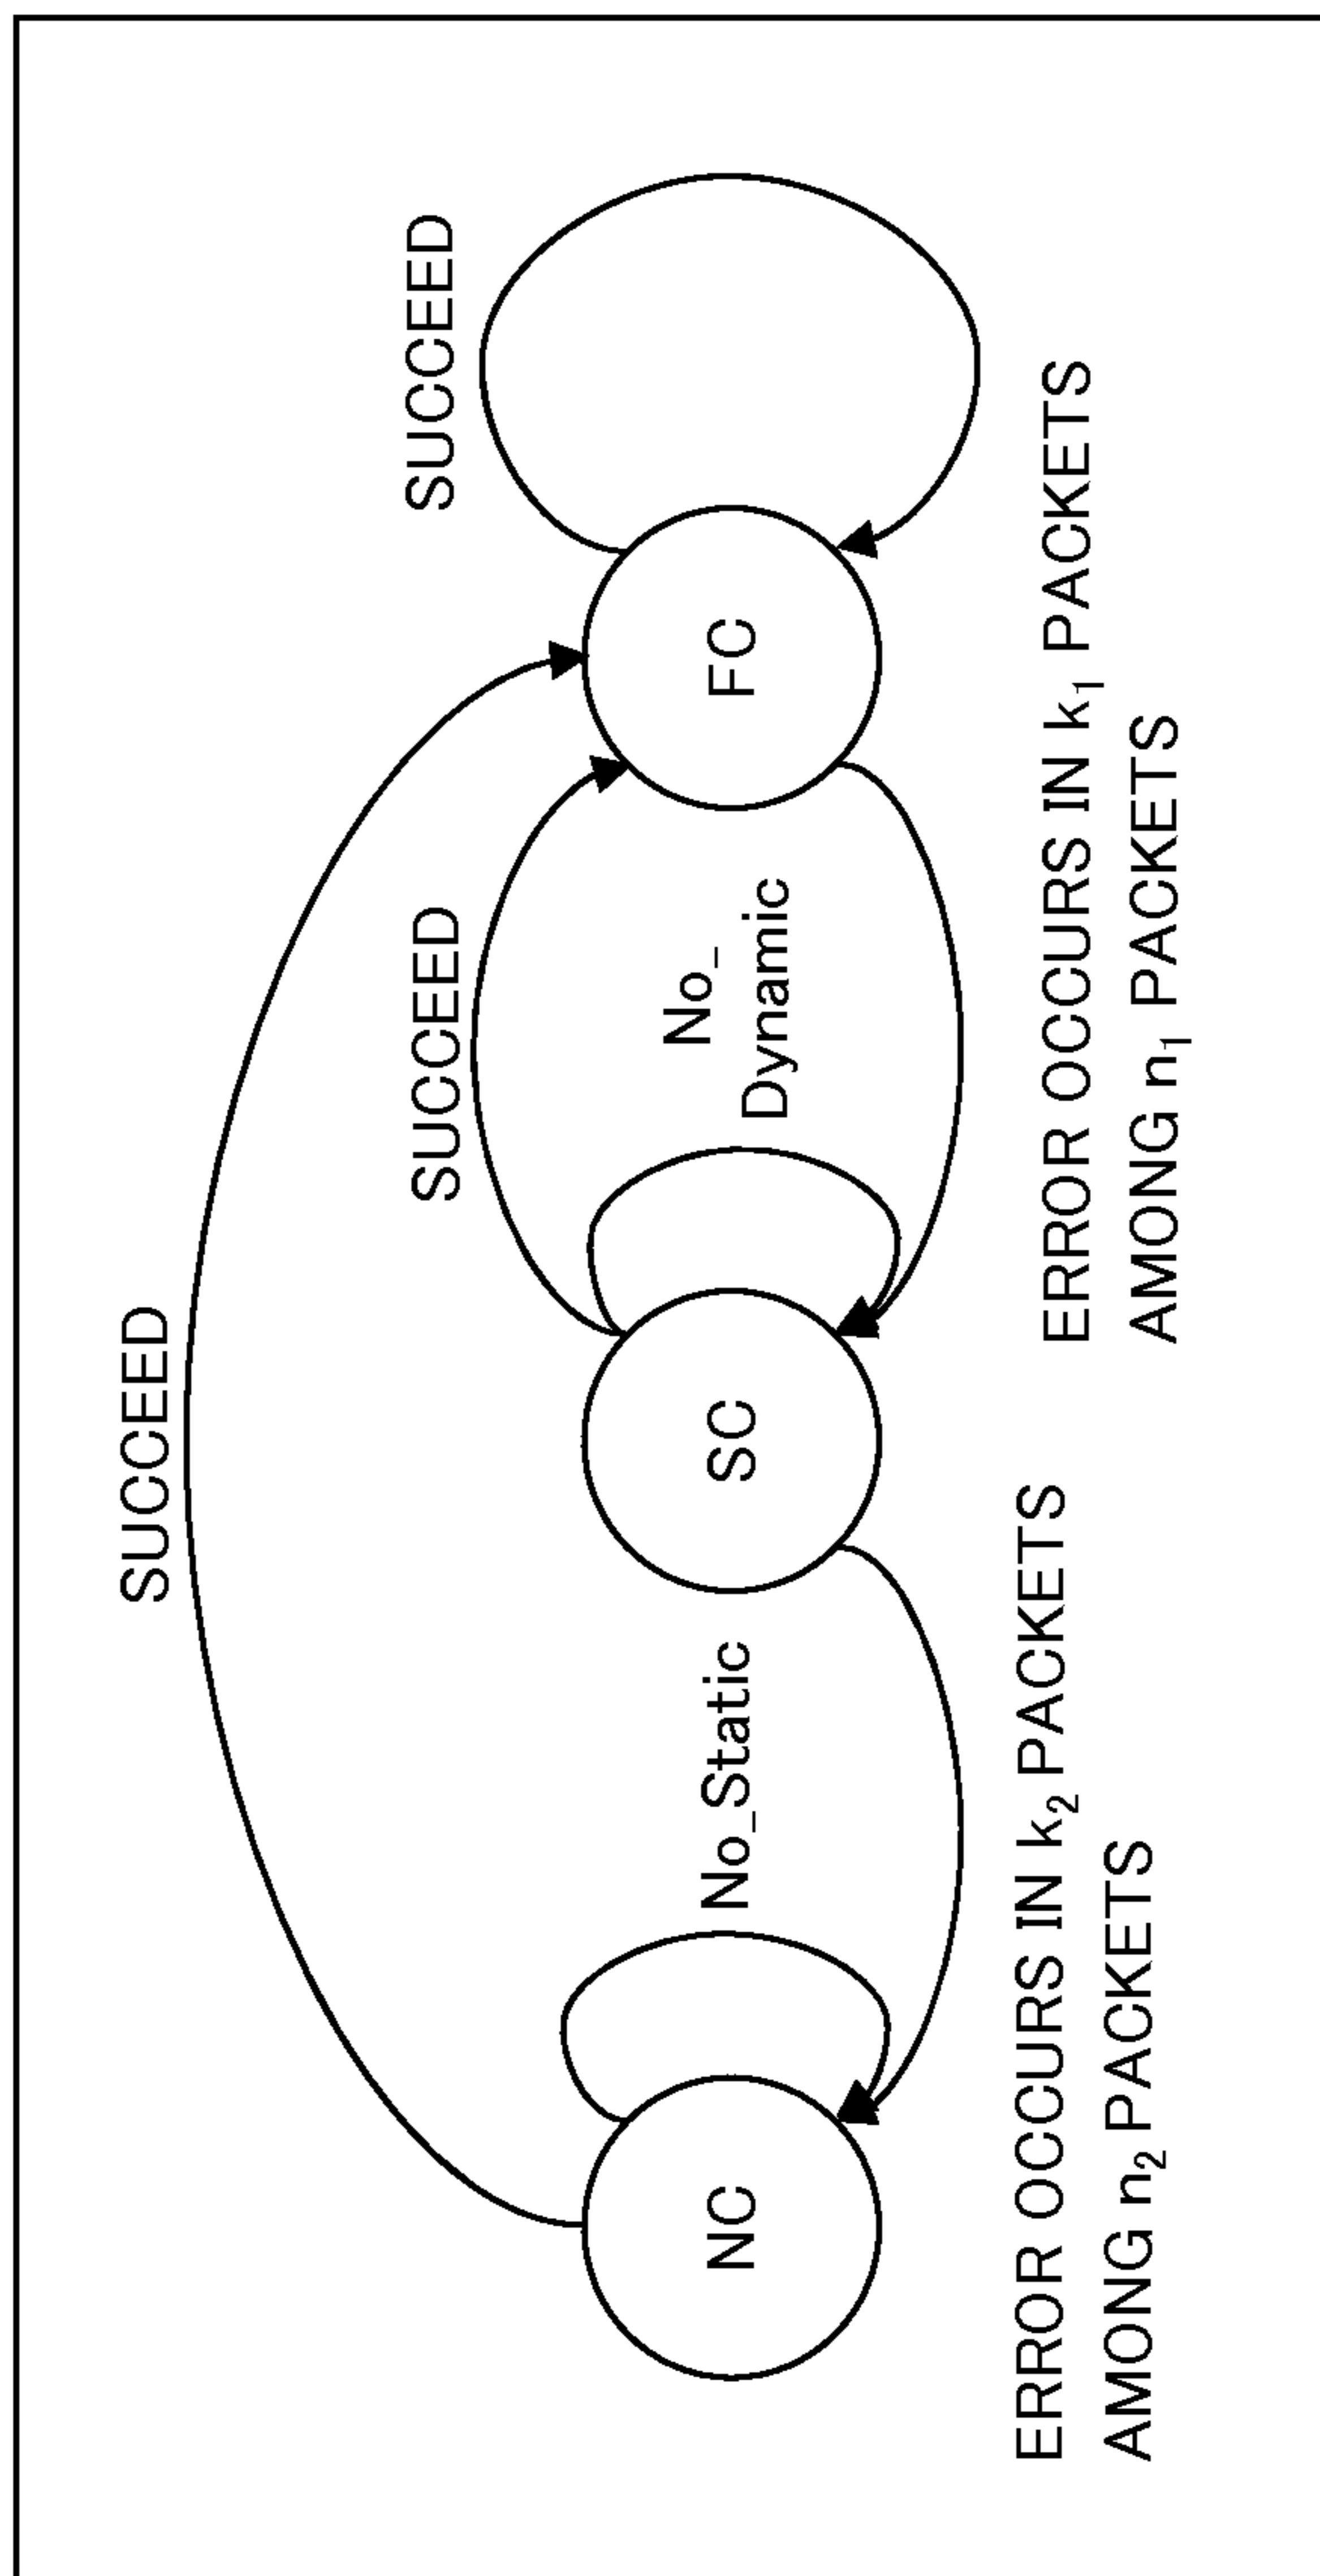 SUCCEED
SUCCEED
SUCCEED
NC
No_Static
SC
No_
Dynamic
FC
ERROR OCCURS IN k₂ PACKETS
AMONG n₂ PACKETS
ERROR OCCURS IN k₁ PACKETS
AMONG n₁ PACKETS